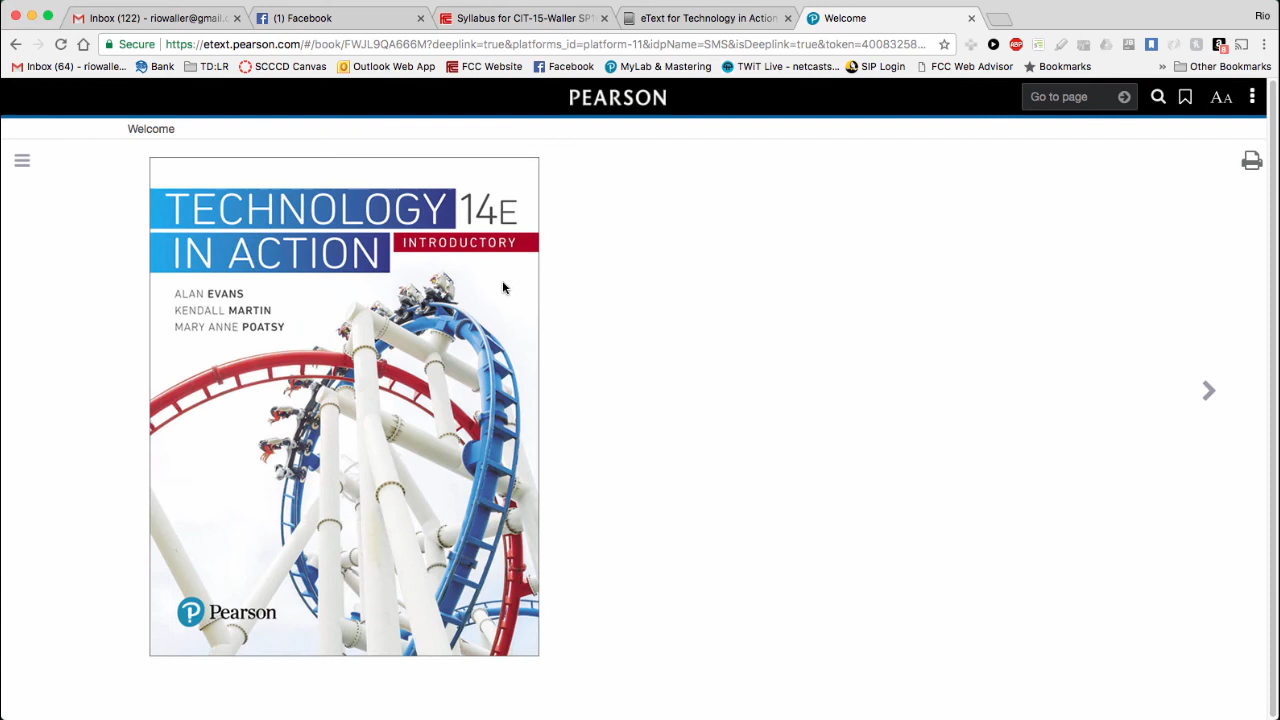 Inbox (122) - riowaller@gmail.c
(1) Facebook
Syllabus for CIT-15-Waller SP1
eText for Technology in Action
Welcome
Rio
Secure
https://etext.pearson.com/#/book/FWJL9QA666M?deeplink=true&platforms_id=platform-11&idpName=SMS&isDeeplink=true&token=40083258...
Inbox (64) - riowalle...
Bank
TD:LR
SCCCD Canvas
Outlook Web App
FCC Website
Facebook
MyLab & Mastering
TWiT Live - netcasts...
SIP Login
FCC Web Advisor
Bookmarks
»
Other Bookmarks
PEARSON
Go to page
AA
Welcome
TECHNOLOGY 14E
IN ACTION INTRODUCTORY
ALAN EVANS
KENDALL MARTIN
MARY ANNE POATSY
P Pearson